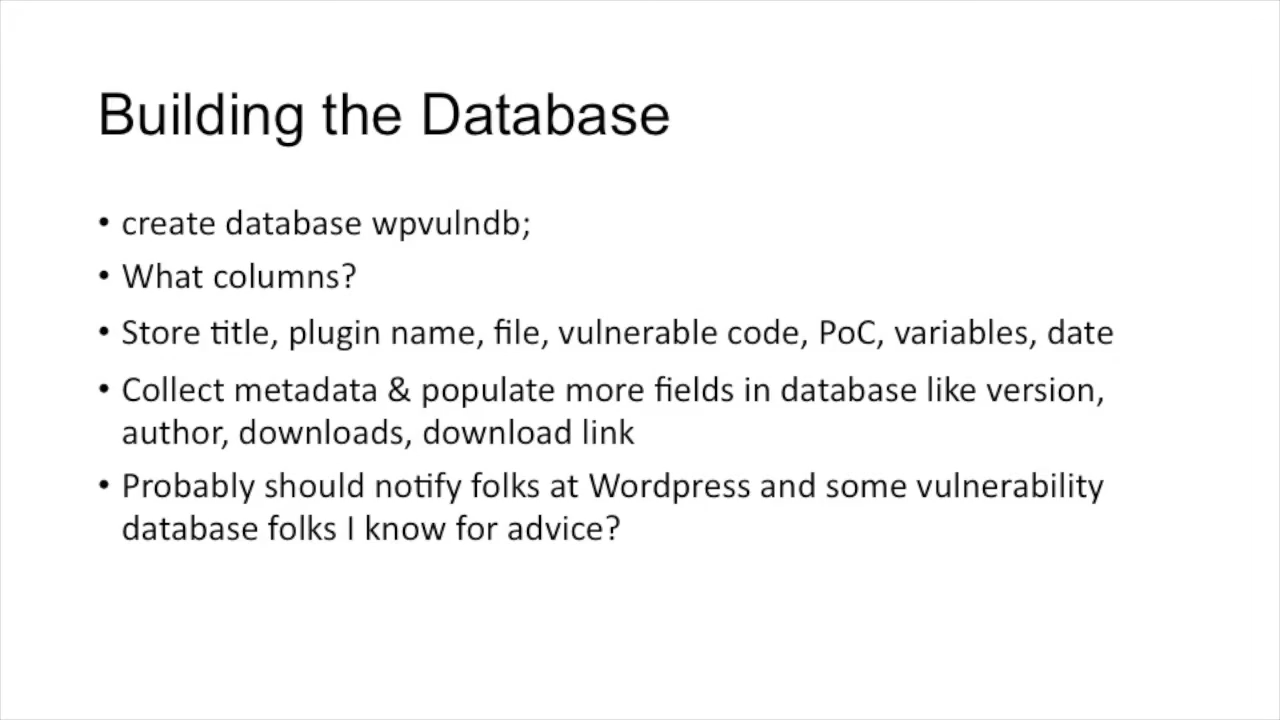 Building the Database
• create database wpvulndb;
• What columns?
• Store title, plugin name, file, vulnerable code, PoC, variables, date
• Collect metadata & populate more fields in database like version,
author, downloads, download link
• Probably should notify folks at Wordpress and some vulnerability
database folks I know for advice?